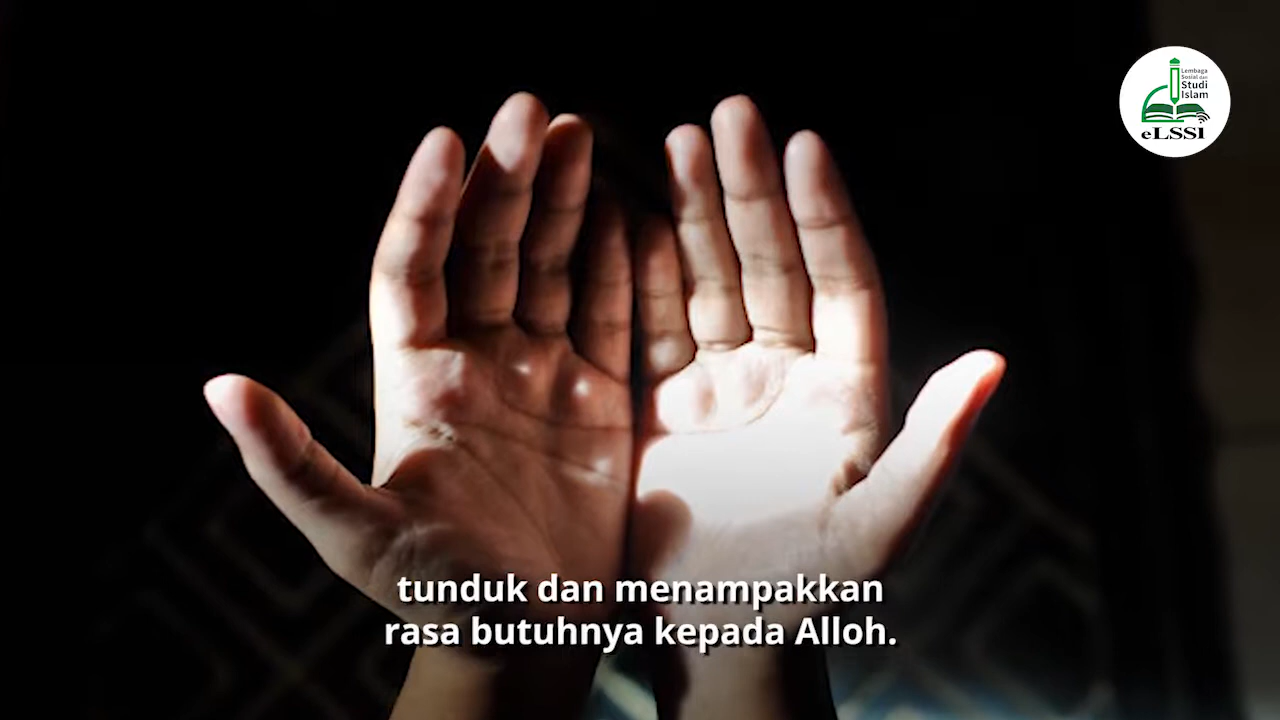 Lembaga
Sosial dan
Studi
Islam
eLSSI
tunduk dan menampakkan
rasa butuhnya kepada Alloh.